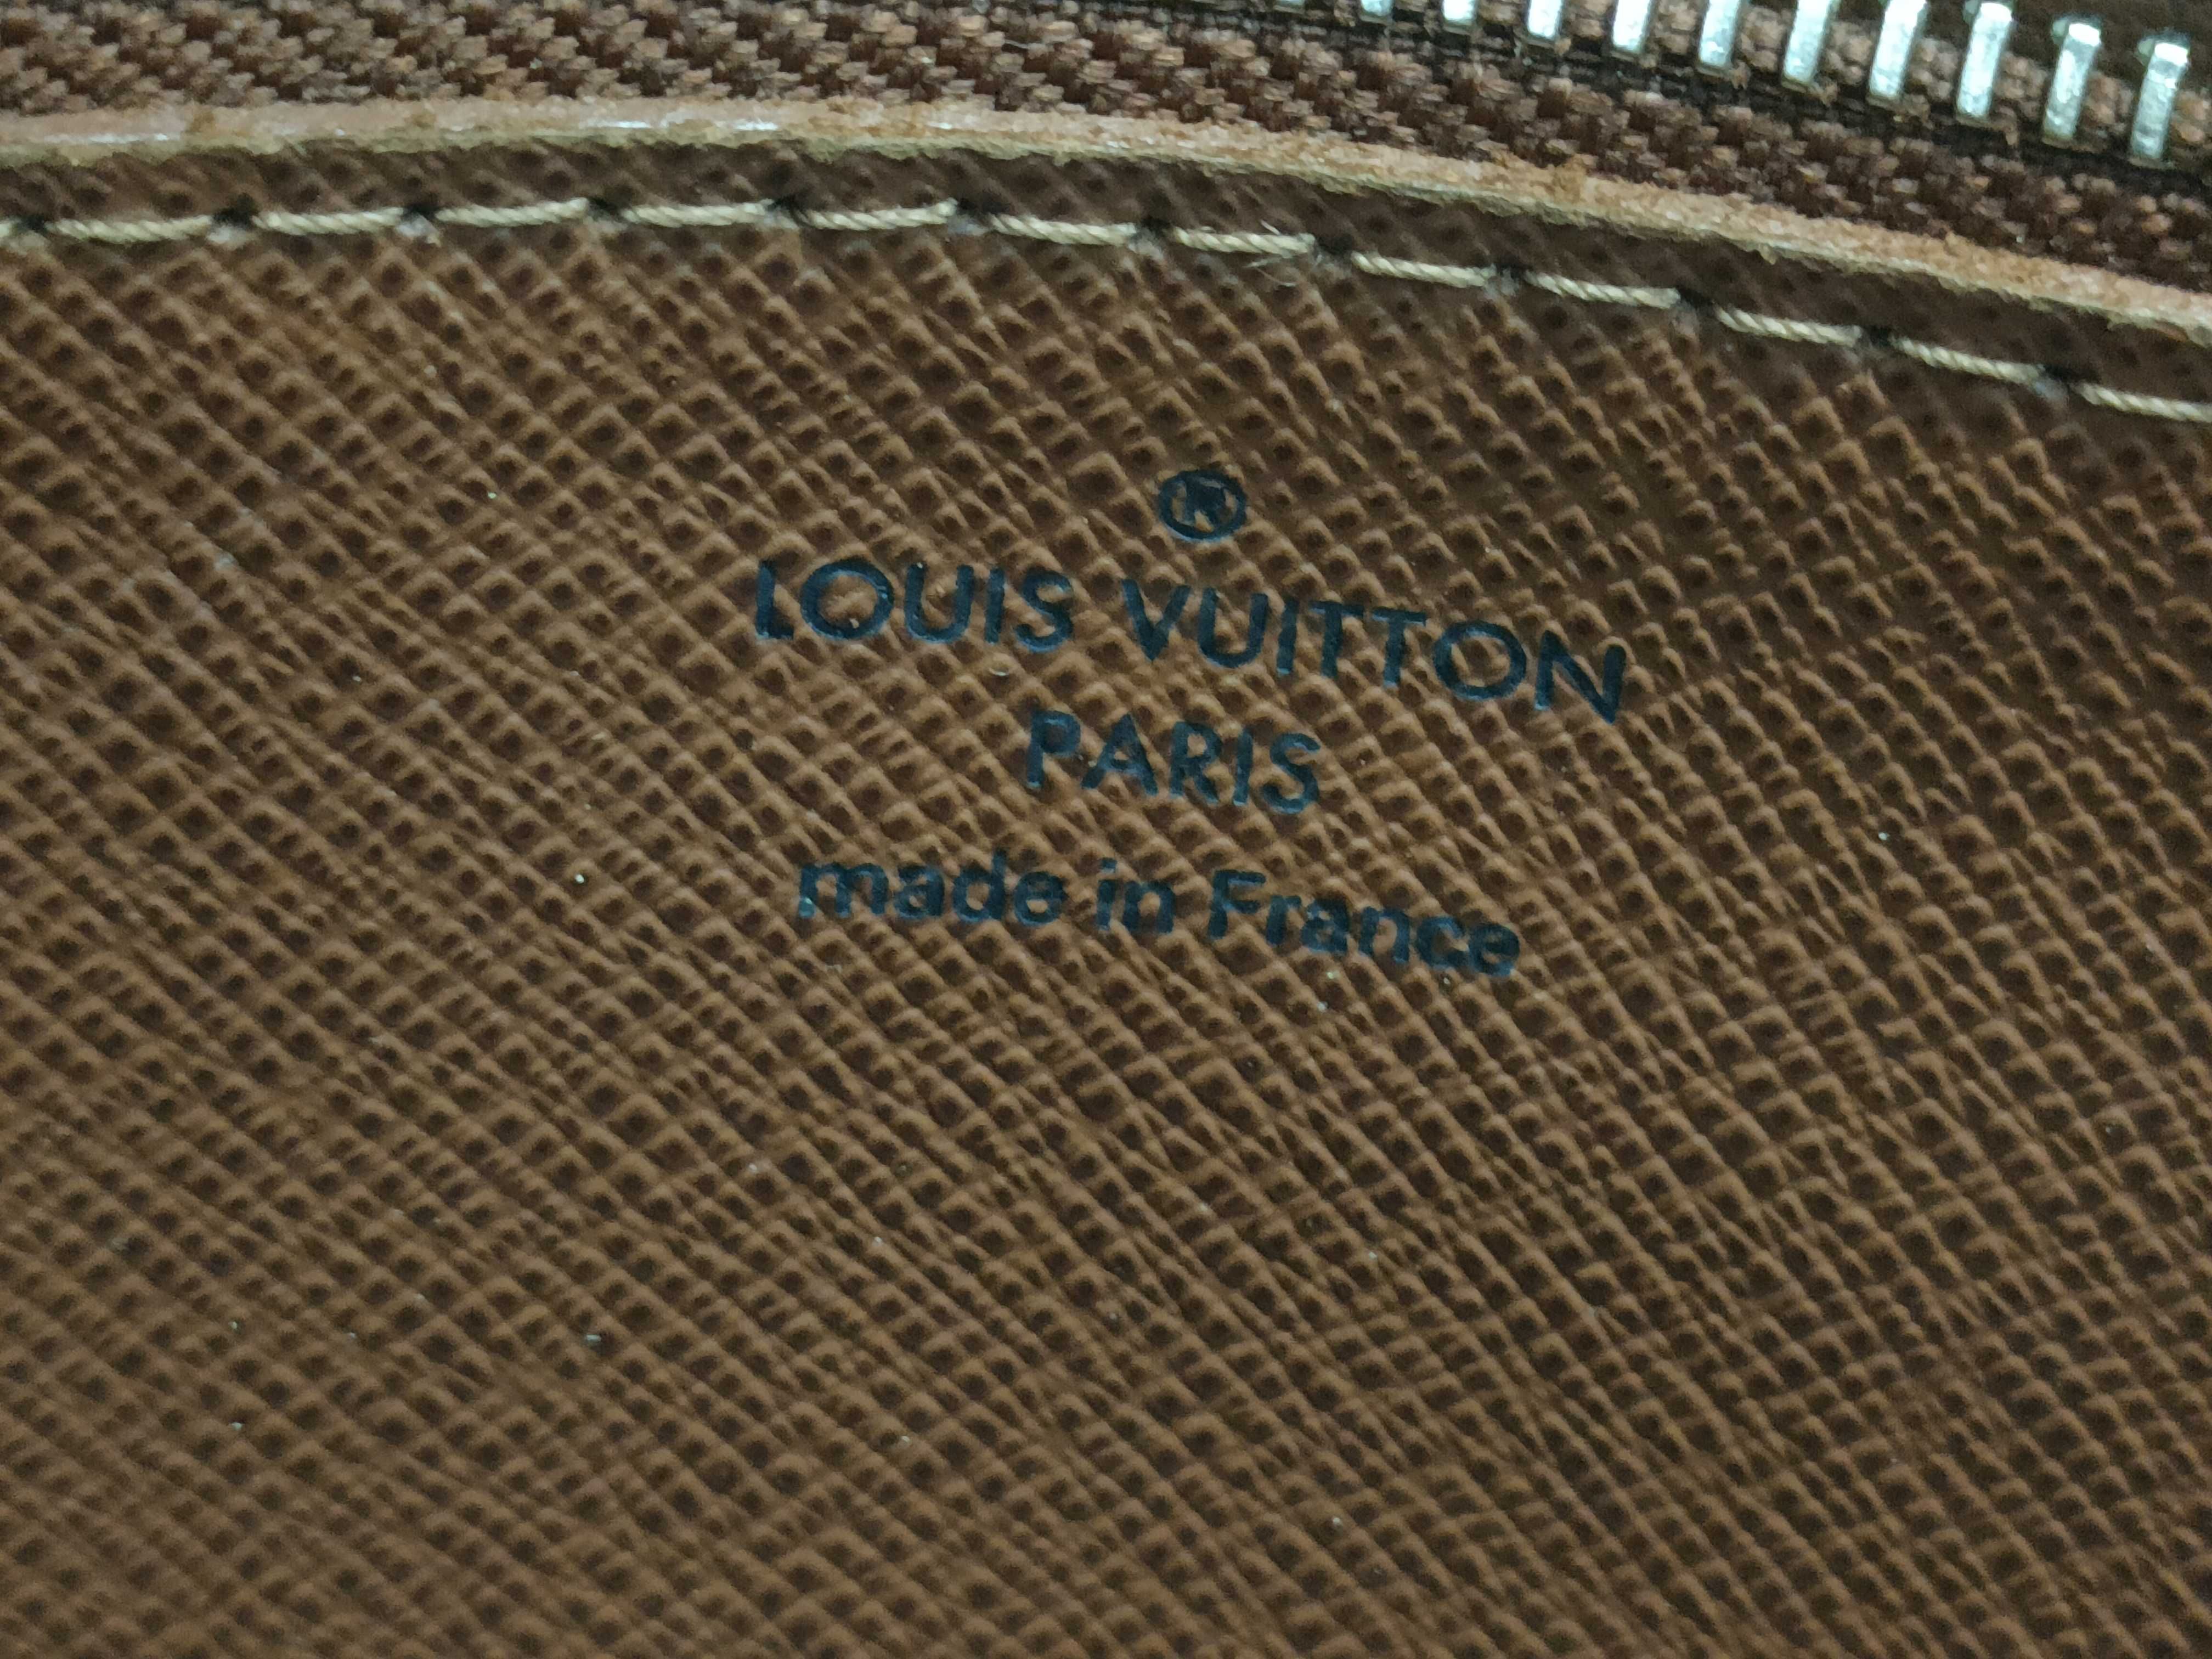 ®
LOUIS VUITTON
PARIS
made in France